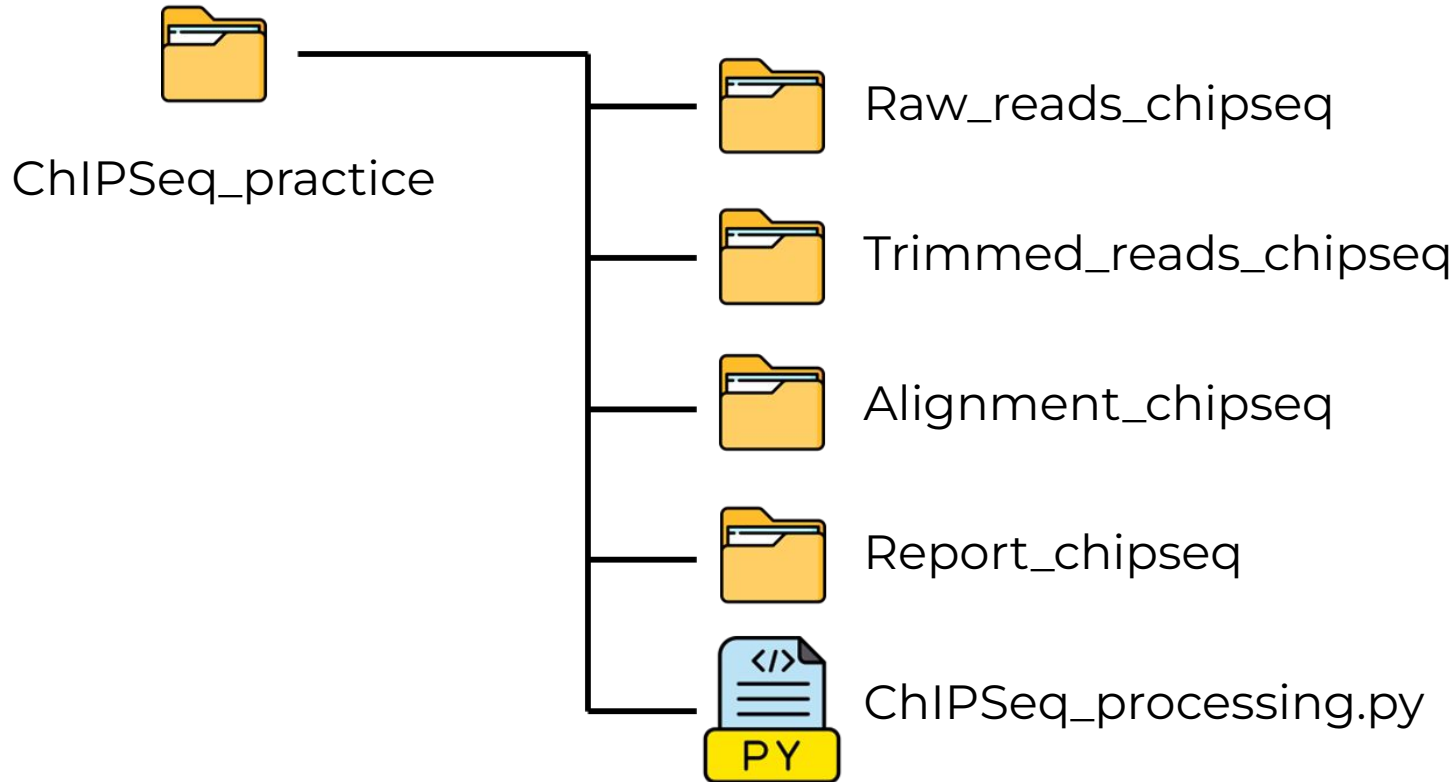 ChIPSeq_practice
Raw_reads_chipseq
Trimmed_reads_chipseq
Alignment_chipseq
Report_chipseq
</>
PY
ChIPSeq_processing.py